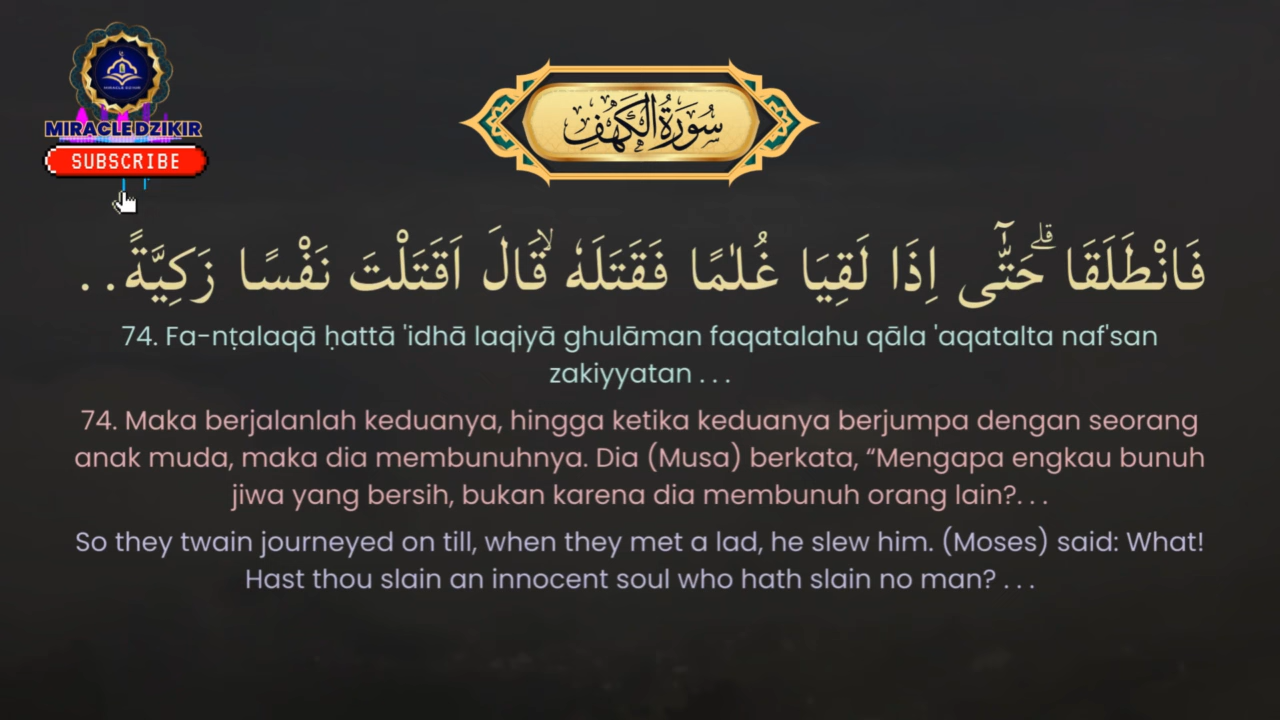 MIRACLE DZIKIR
SUBSCRIBE
سُوْرَةُ الْكَهْفِ
فَانْطَلَقَا ۗحَتّٰٓى اِذَا لَقِيَا غُلٰمًا فَقَتَلَهٗ ۙقَالَ اَقَتَلْتَ نَفْسًا زَكِيَّةً. .
74. Fa-nṭalaqā ḥattā 'idhā laqiyā ghulāman faqatalahu qāla 'aqatalta naf'san
zakiyyatan . . .
74. Maka berjalanlah keduanya, hingga ketika keduanya berjumpa dengan seorang
anak muda, maka dia membunuhnya. Dia (Musa) berkata, “Mengapa engkau bunuh
jiwa yang bersih, bukan karena dia membunuh orang lain?. . .
So they twain journeyed on till, when they met a lad, he slew him. (Moses) said: What!
Hast thou slain an innocent soul who hath slain no man? . . .